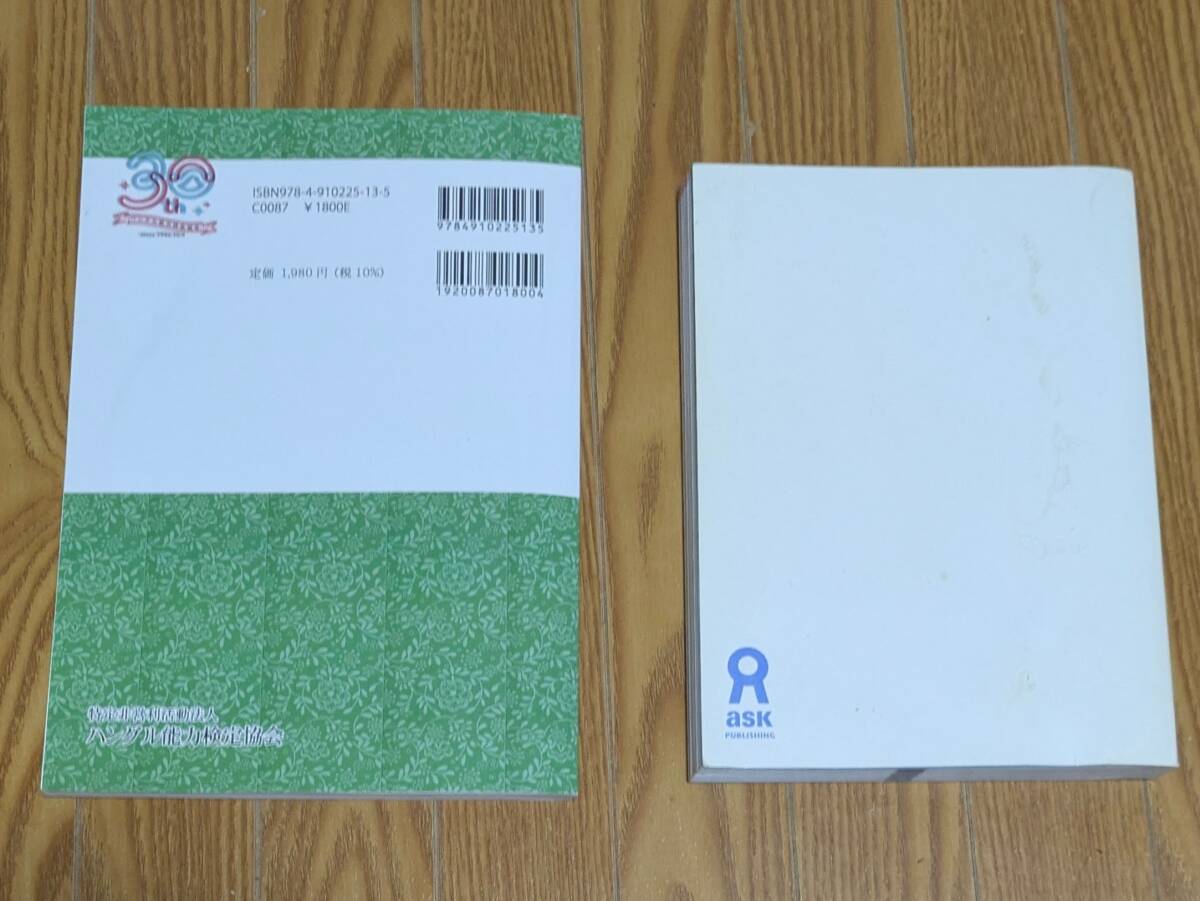 30
th
ISBN978-4-910225-13-5
C0087 ¥1800E
9784910225135
定価 1,980円（税10%）
1920087018004
特定非営利活動法人
ハングル能力検定協会
ask
PUBLISHING